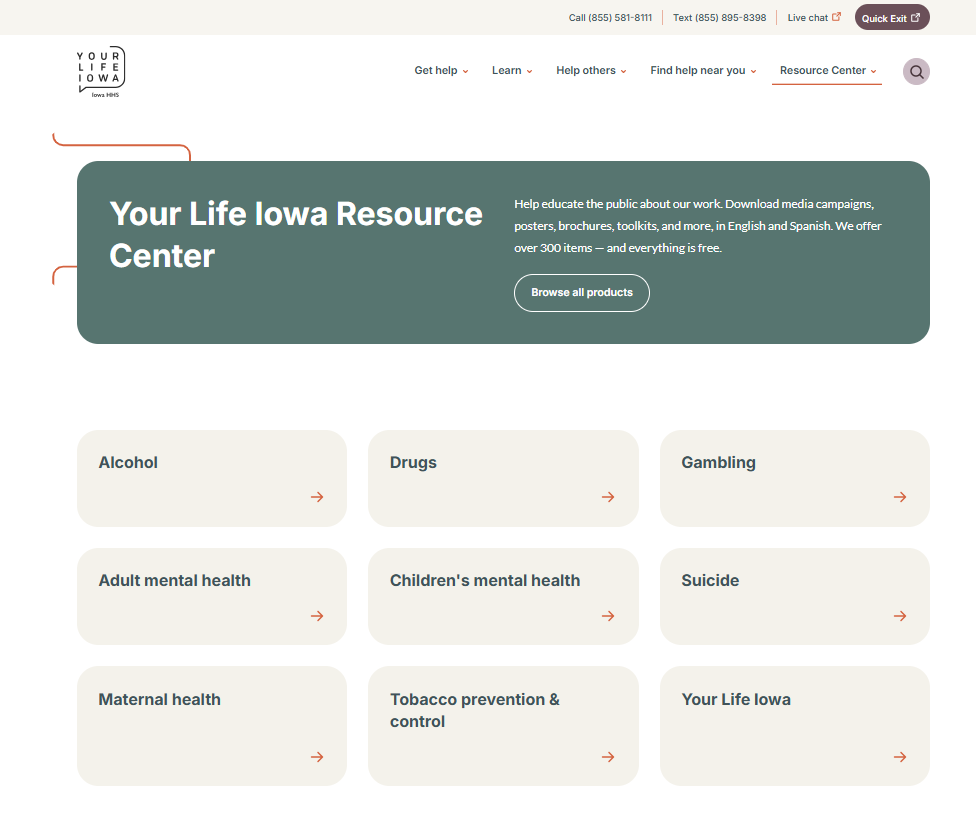 Call (855) 581-8111 Text (855) 895-8398 Live chat Quick Exit
YOUR
LIFE
IOWA
Iowa HHS
Get help Learn Help others Find help near you Resource Center
Your Life Iowa Resource
Center
Help educate the public about our work. Download media campaigns,
posters, brochures, toolkits, and more, in English and Spanish. We offer
over 300 items — and everything is free.
Browse all products
Alcohol
Drugs
Gambling
Adult mental health
Children's mental health
Suicide
Maternal health
Tobacco prevention &
control
Your Life Iowa